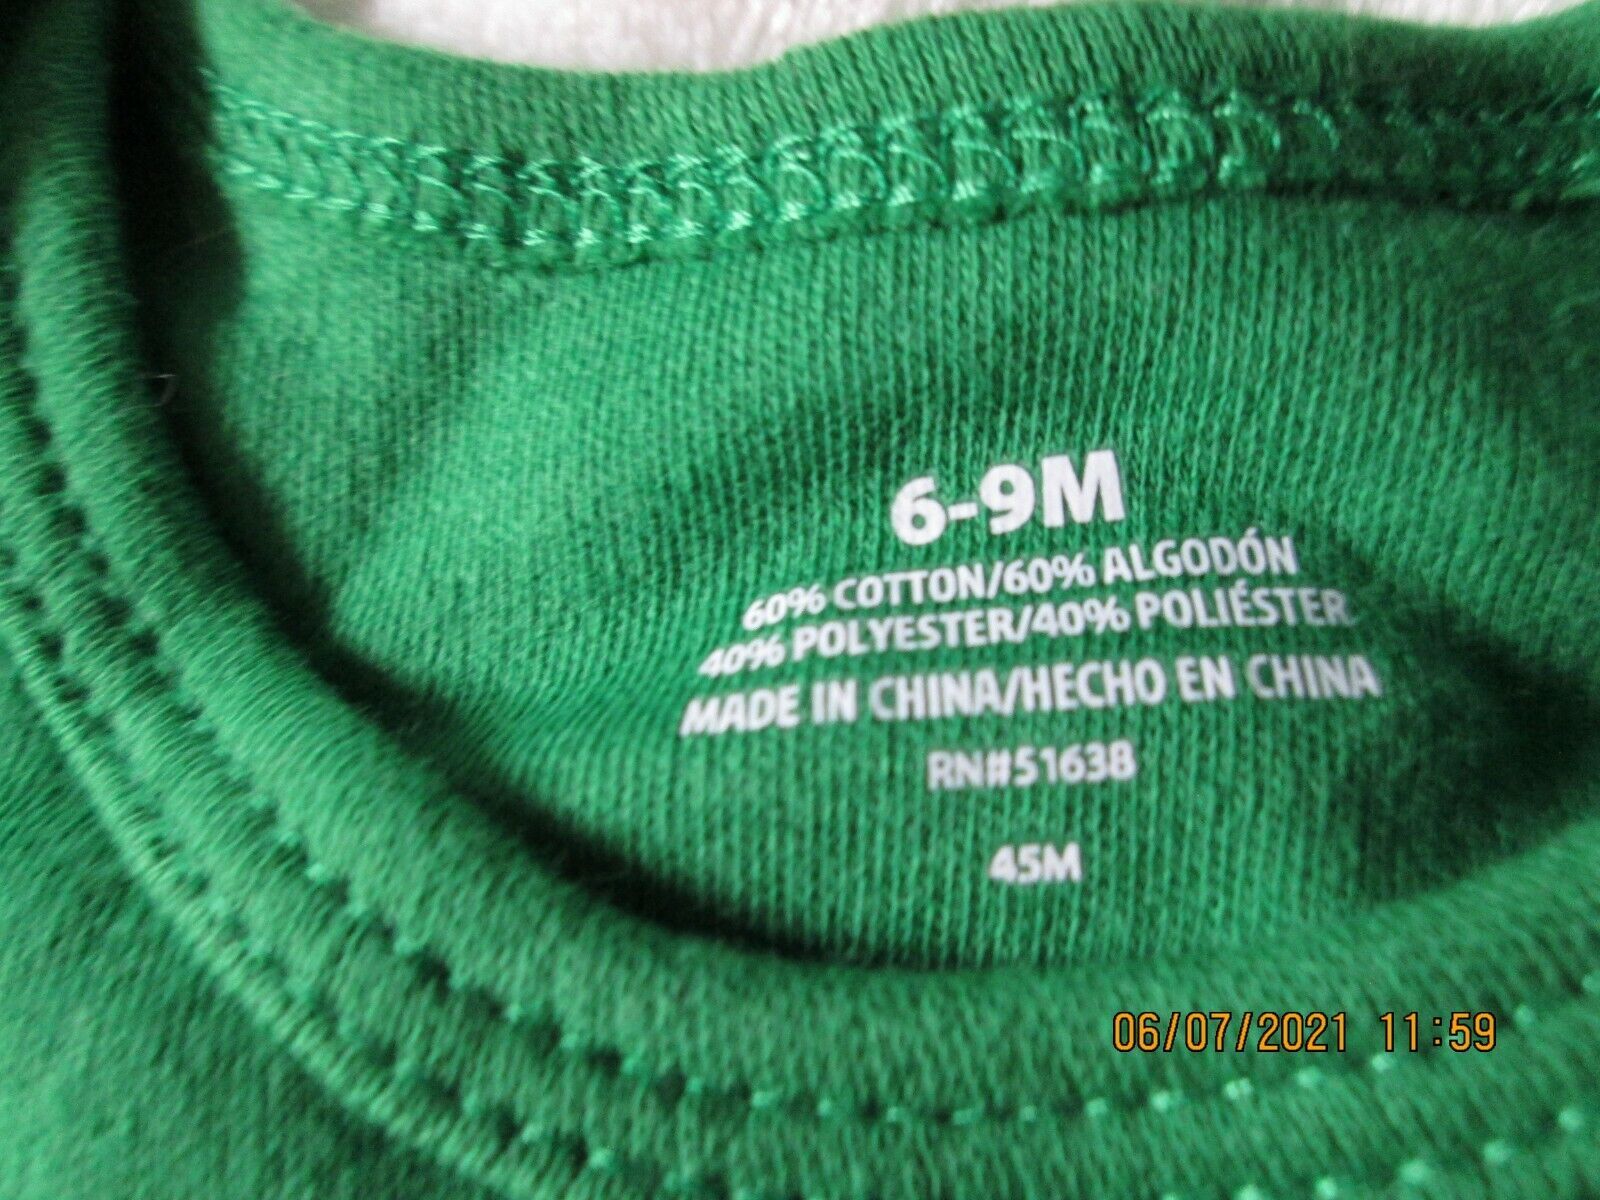 6-9M
60% COTTON/60% ALGODÓN
40% POLYESTER/40% POLIÉSTER
MADE IN CHINA/HECHO EN CHINA
RN#51638
45M
06/07/2021 11:59